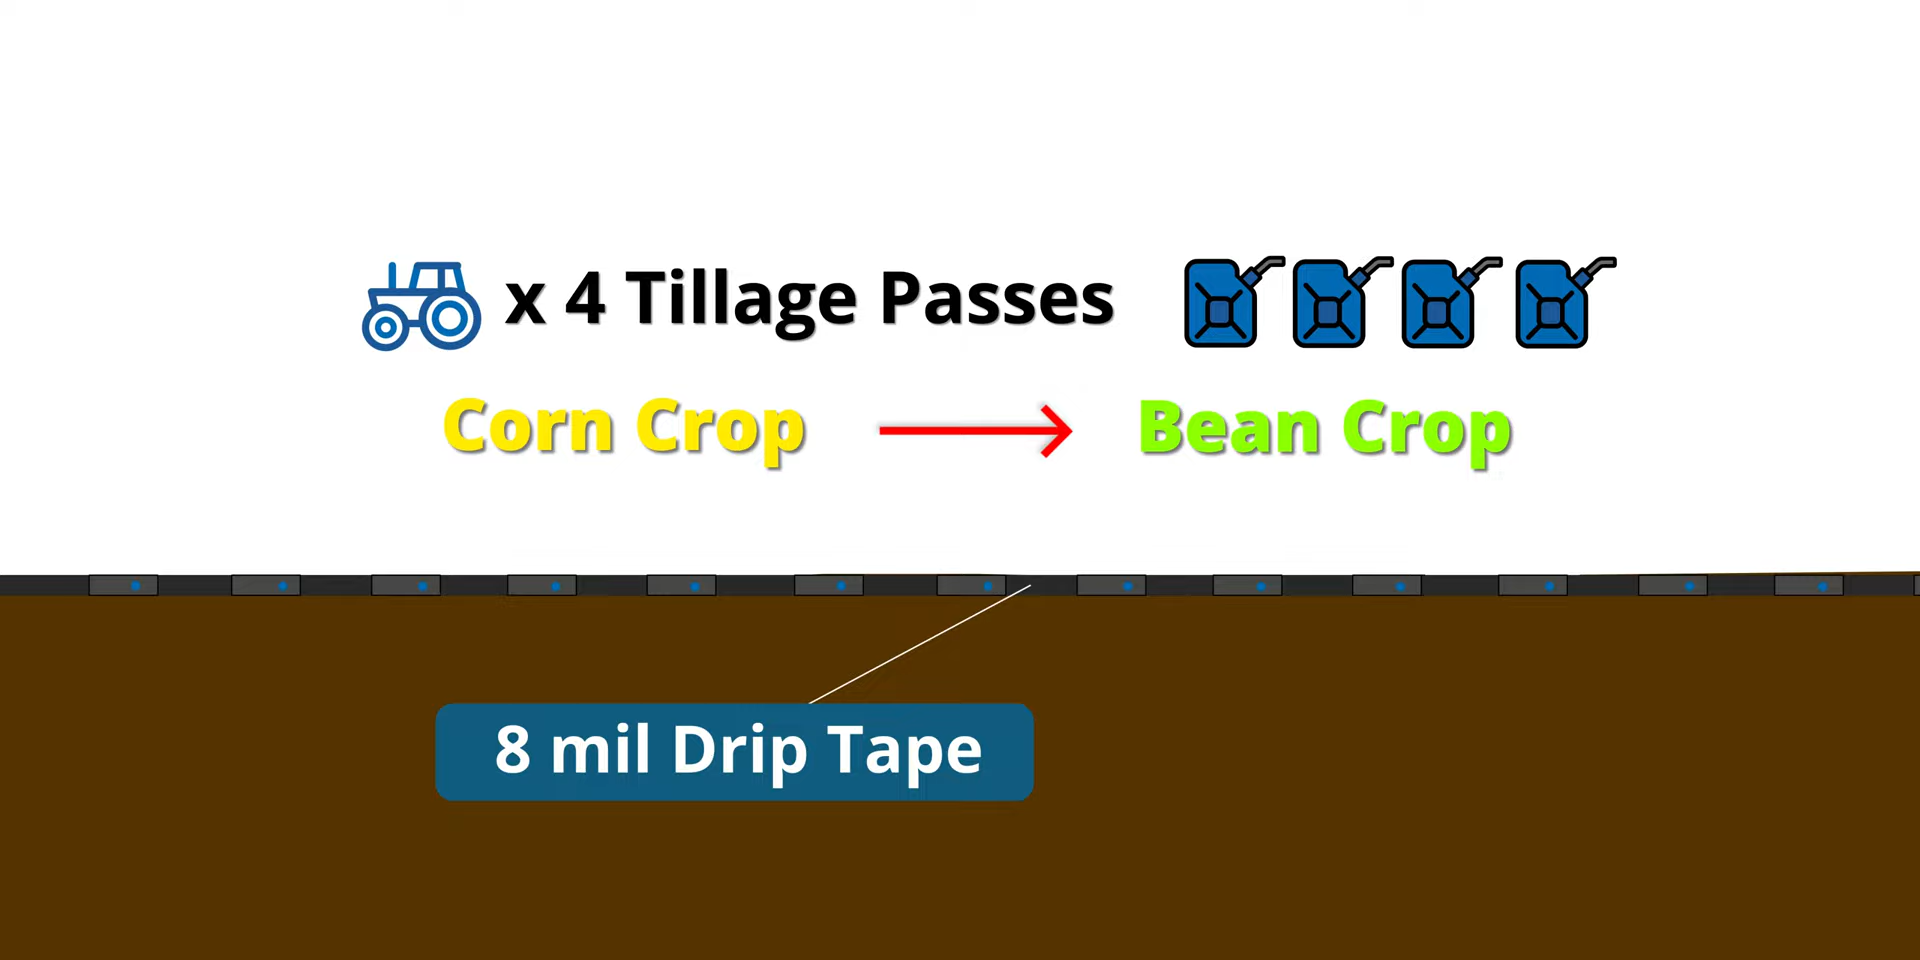 x 4 Tillage Passes
Corn Crop
Bean Crop
8 mil Drip Tape